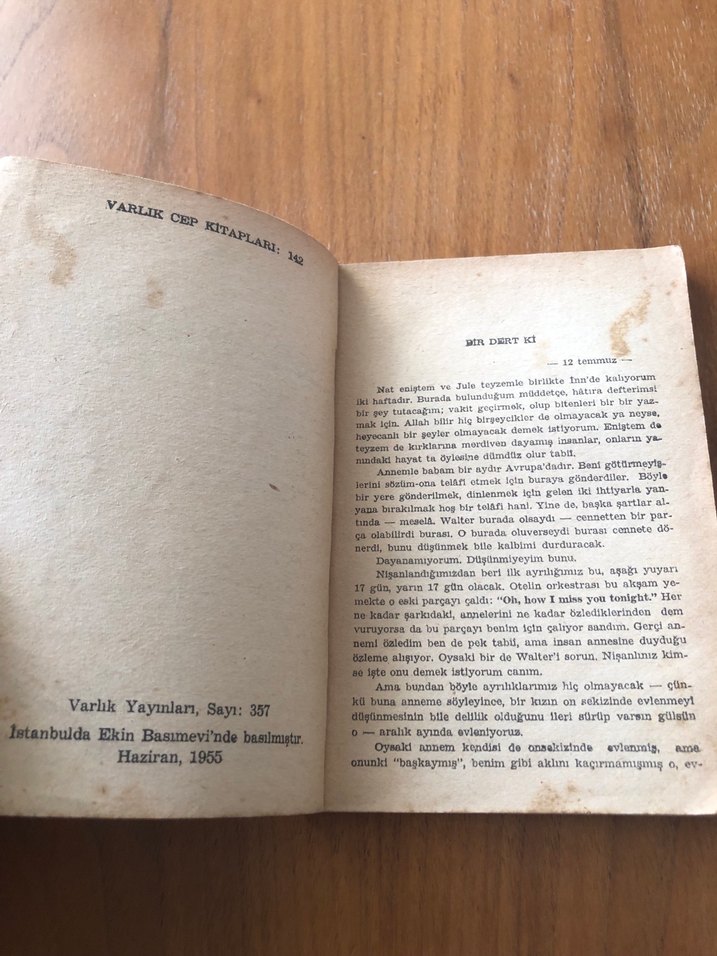 VARLIK CEP KİTAPLARI: 142
Varlık Yayınları, Sayı: 357
İstanbulda Ekin Basımevi'nde basılmıştır.
Haziran, 1955
BİR DERT Kİ
— 12 temmuz —
Nat eniştem ve Jule teyzemle birlikte İnn'de kalıyorum
iki haftadır. Burada bulunduğum müddetçe, hâtıra defterimsi
bir şey tutacağım; vakit geçirmek, olup bitenleri bir bir yaz-
mak için. Allah bilir hiç birşeycikler de olmayacak ya neyse,
heyecanlı bir şeyler olmayacak demek istiyorum. Eniştem de
teyzem de kırklarına merdiven dayamış insanlar, onların ya-
nındaki hayat ta öylesine dümdüz olur tabiî.
Annemle babam bir aydır Avrupa'dadır. Beni götürmeyiş-
lerini sözüm-ona telâfi etmek için buraya gönderdiler. Böyle
bir yere gönderilmek, dinlenmek için gelen iki ihtiyarla yan-
yana bırakılmak hoş bir telâfi hani. Yine de, başka şartlar al-
tında — meselâ. Walter burada olsaydı — cennetten bir par-
ça olabilirdi burası. O burada oluverseydi burası cennete dö-
nerdi, bunu düşünmek bile kalbimi durduracak.
Dayanamıyorum. Düşünmiyeyim bunu.
Nişanlandığımızdan beri ilk ayrılığımız bu, aşağı yuyarı
17 gün, yarın 17 gün olacak. Otelin orkestrası bu akşam ye-
mekte o eski parçayı çaldı: "Oh, how I miss you tonight." Her
ne kadar şarkıdaki, annelerini ne kadar özlediklerinden dem
vuruyorsa da bu parçayı benim için çalıyor sandım. Gerçi an-
nemi özledim ben de pek tabiî, ama insan annesine duyduğu
özleme alışıyor. Oysaki bir de Walter'i sorun. Nişanlınız kim-
se işte onu demek istiyorum canım.
Ama bundan böyle ayrılıklarımız hiç olmayacak — çün-
kü buna anneme söyleyince, bir kızın on sekizinde evlenmeyi
düşünmesinin bile delilik olduğunu ileri sürüp varsın gülsün
o — aralık ayında evleniyoruz.
Oysaki annem kendisi de onsekizinde evlenmiş, ama
onunki "başkaymış", benim gibi aklını kaçırmamışmış o, ev-